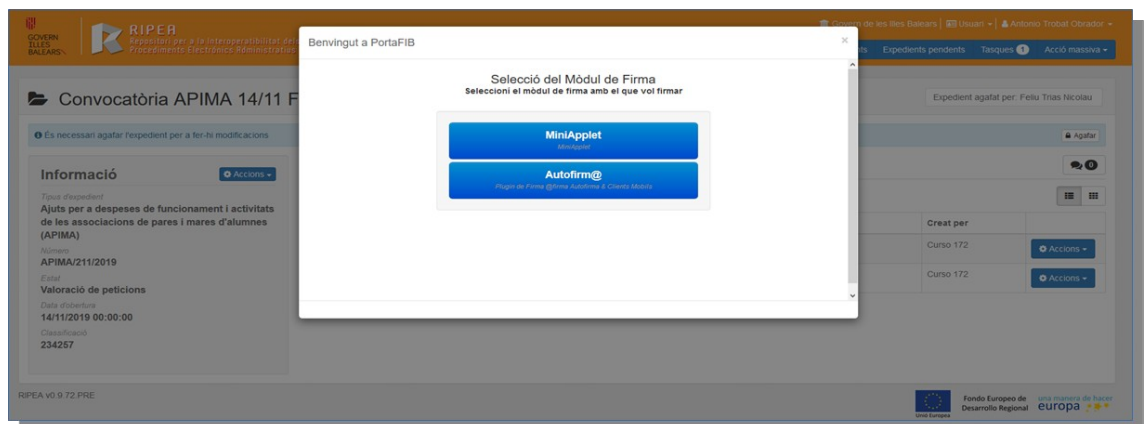 GOVERN
ILLES
BALEARS
RIPEA
Repositori per a la Interoperabilitat dels
Procediments Electrònics Administratius
Govern de les Illes Balears | Usuari | Antonio Trobat Obrador
Expedients pendents Tasques 1 Acció massiva
Benvingut a PortaFIB ×
Selecció del Mòdul de Firma
Seleccioni el mòdul de firma amb el que vol firmar
MiniApplet
MiniApplet
Autofirm@
Plugin de Firma @firma Autofirma & Clients Mòbils
Convocatòria APIMA 14/11 F
Expedient agafat per: Feliu Trias Nicolau
És necessari agafar l'expedient per a fer-hi modificacions
Agafar
Informació Accions
0
Tipus d'expedient
Ajuts per a despeses de funcionament i activitats
de les associacions de pares i mares d'alumnes
(APIMA)
Número
APIMA/211/2019
Estat
Valoració de peticions
Data d'obertura
14/11/2019 00:00:00
Classificació
234257
Creat per
Curso 172 Accions
Curso 172 Accions
RIPEA v0.9.72.PRE
Unió Europea
Fondo Europeo de
Desarrollo Regional
una manera de hacer
europa